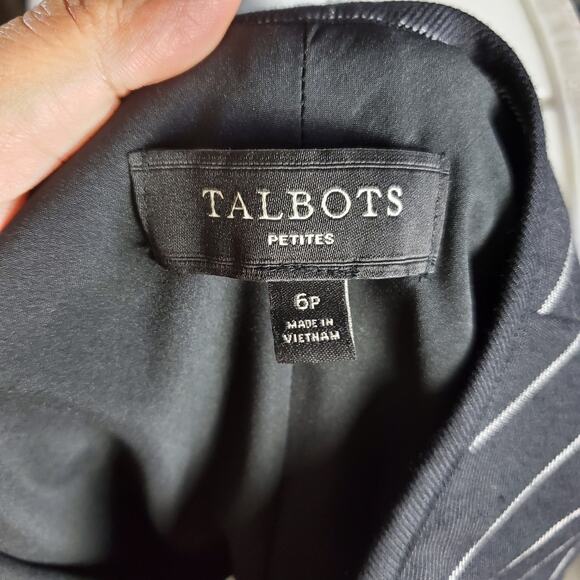 TALBOTS
PETITES
6P
MADE IN
VIETNAM